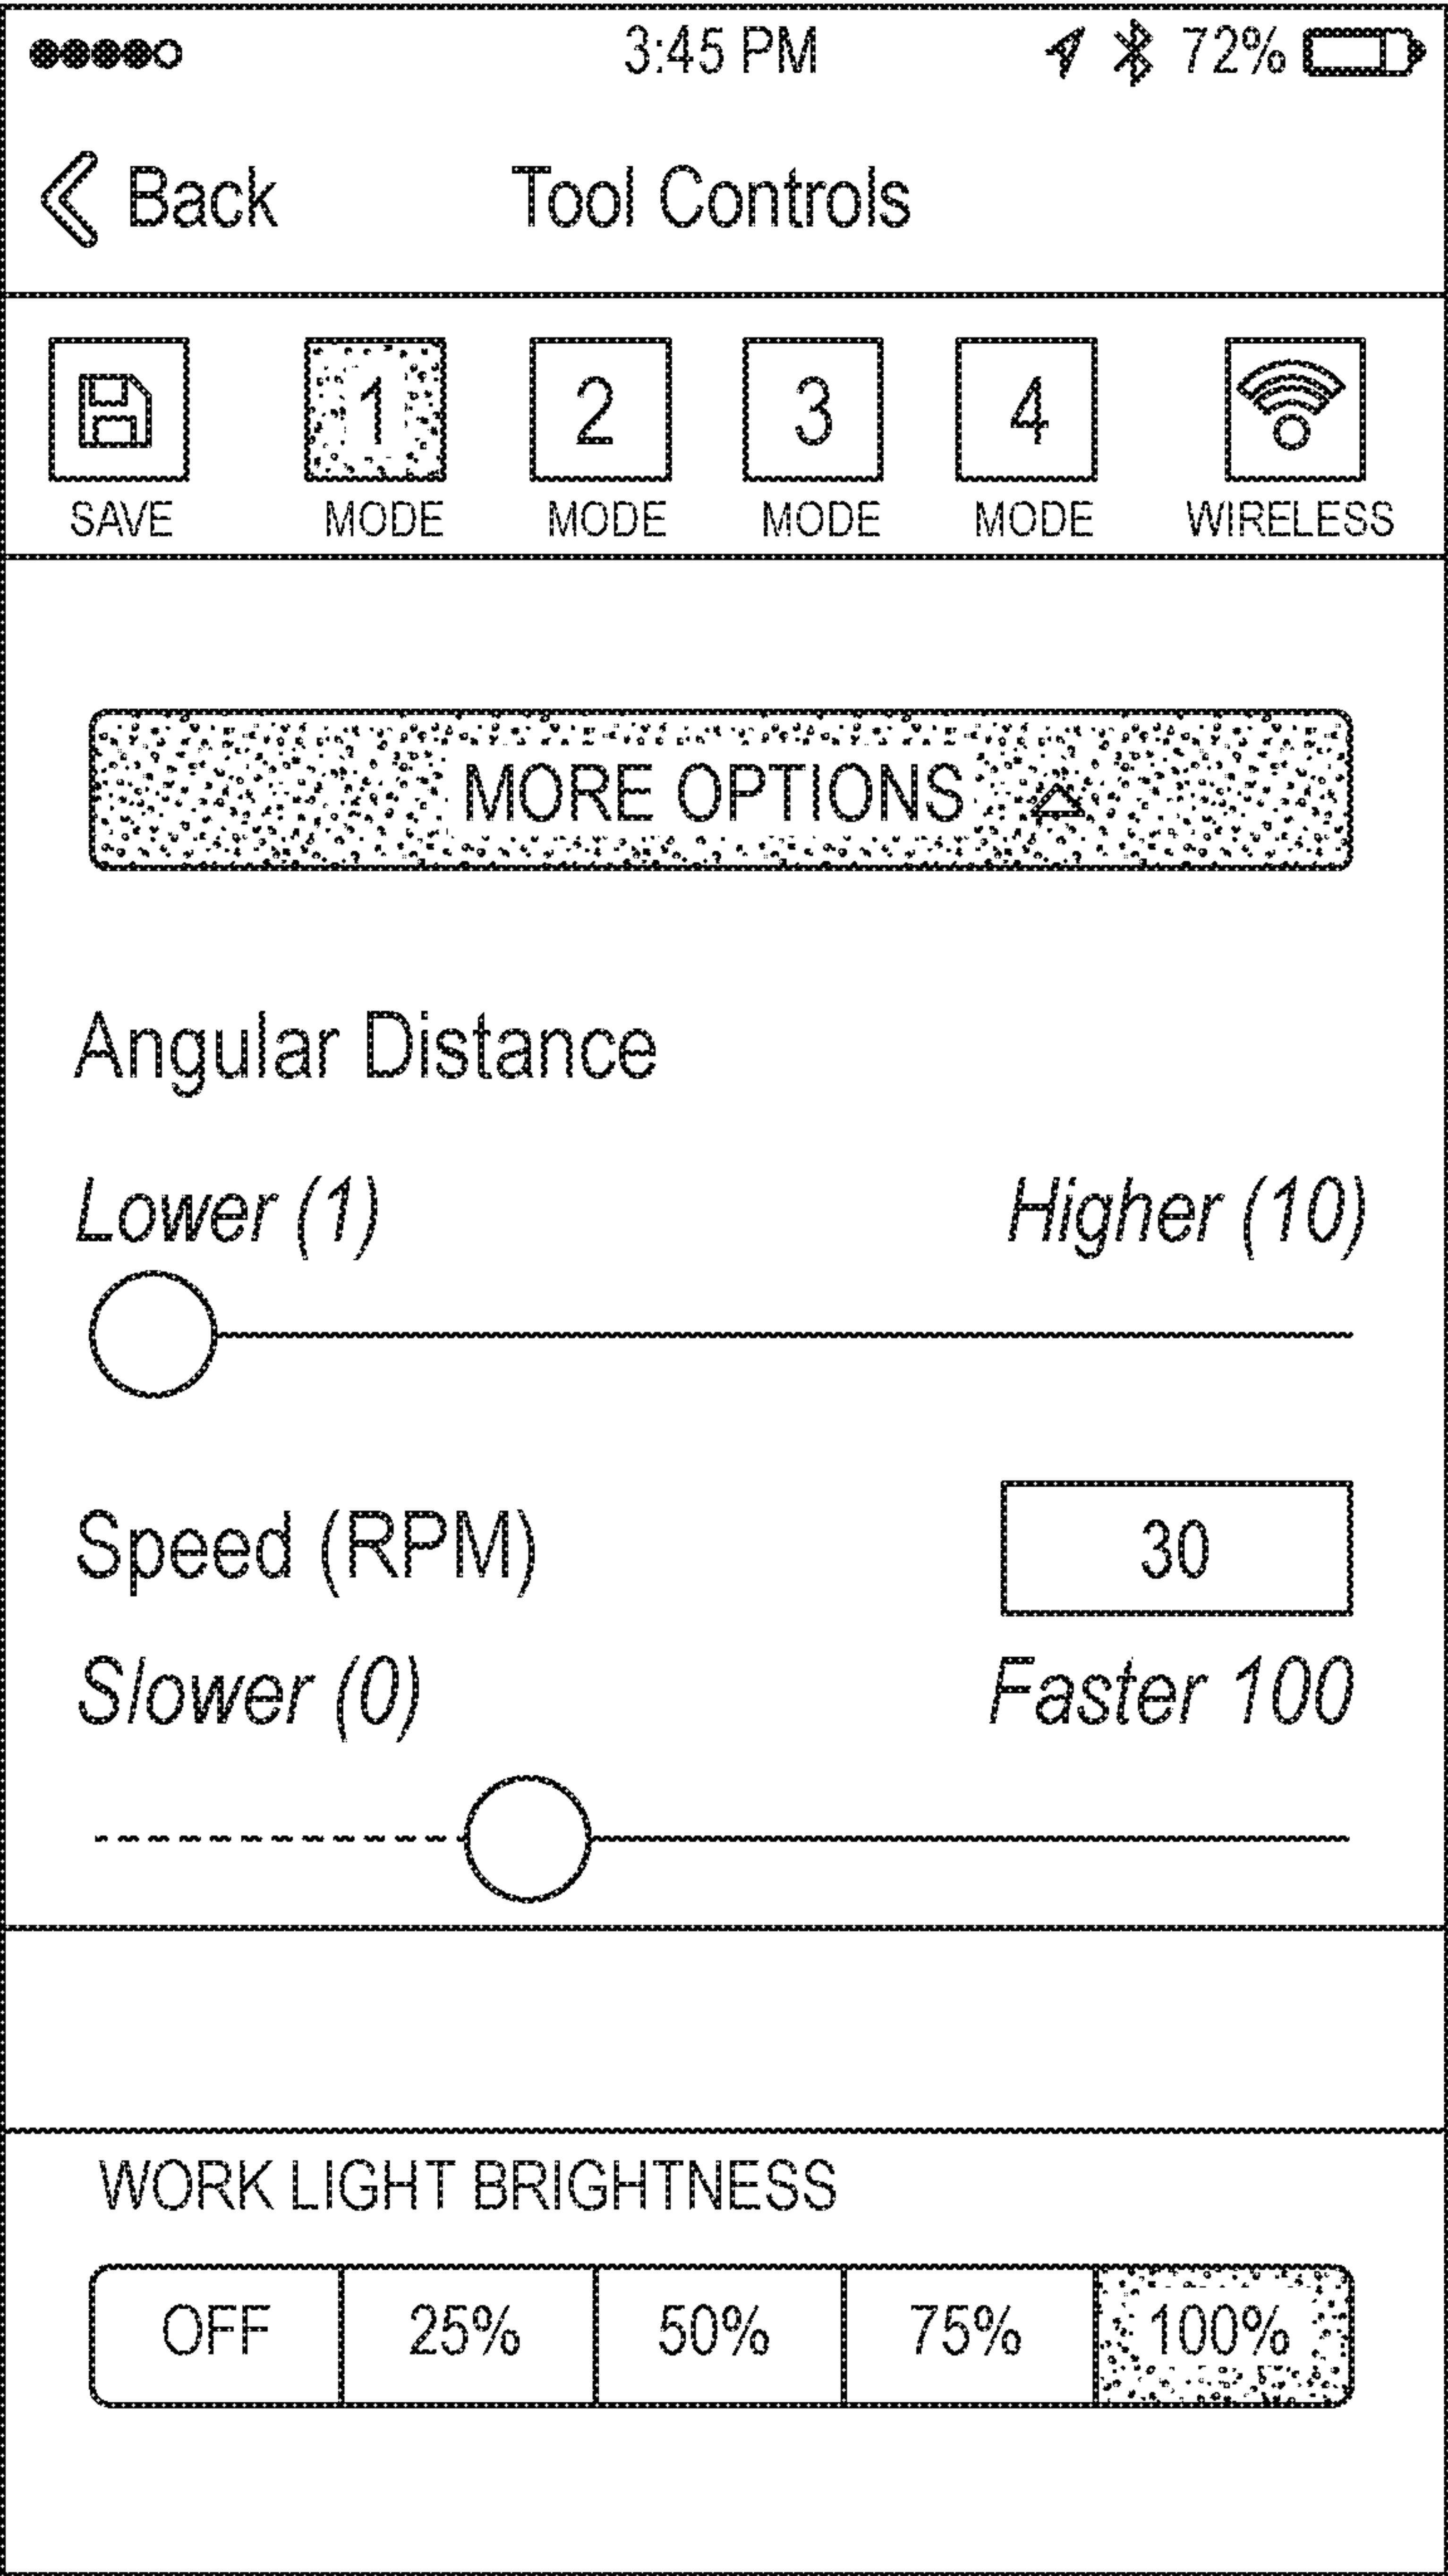 3:45 PM 72%
Back Tool Controls
1 2 3 4
SAVE MODE MODE MODE MODE WIRELESS
MORE OPTIONS
Angular Distance
Lower (1) Higher (10)
Speed (RPM) 30
Slower (0) Faster 100
WORK LIGHT BRIGHTNESS
OFF 25% 50% 75% 100%